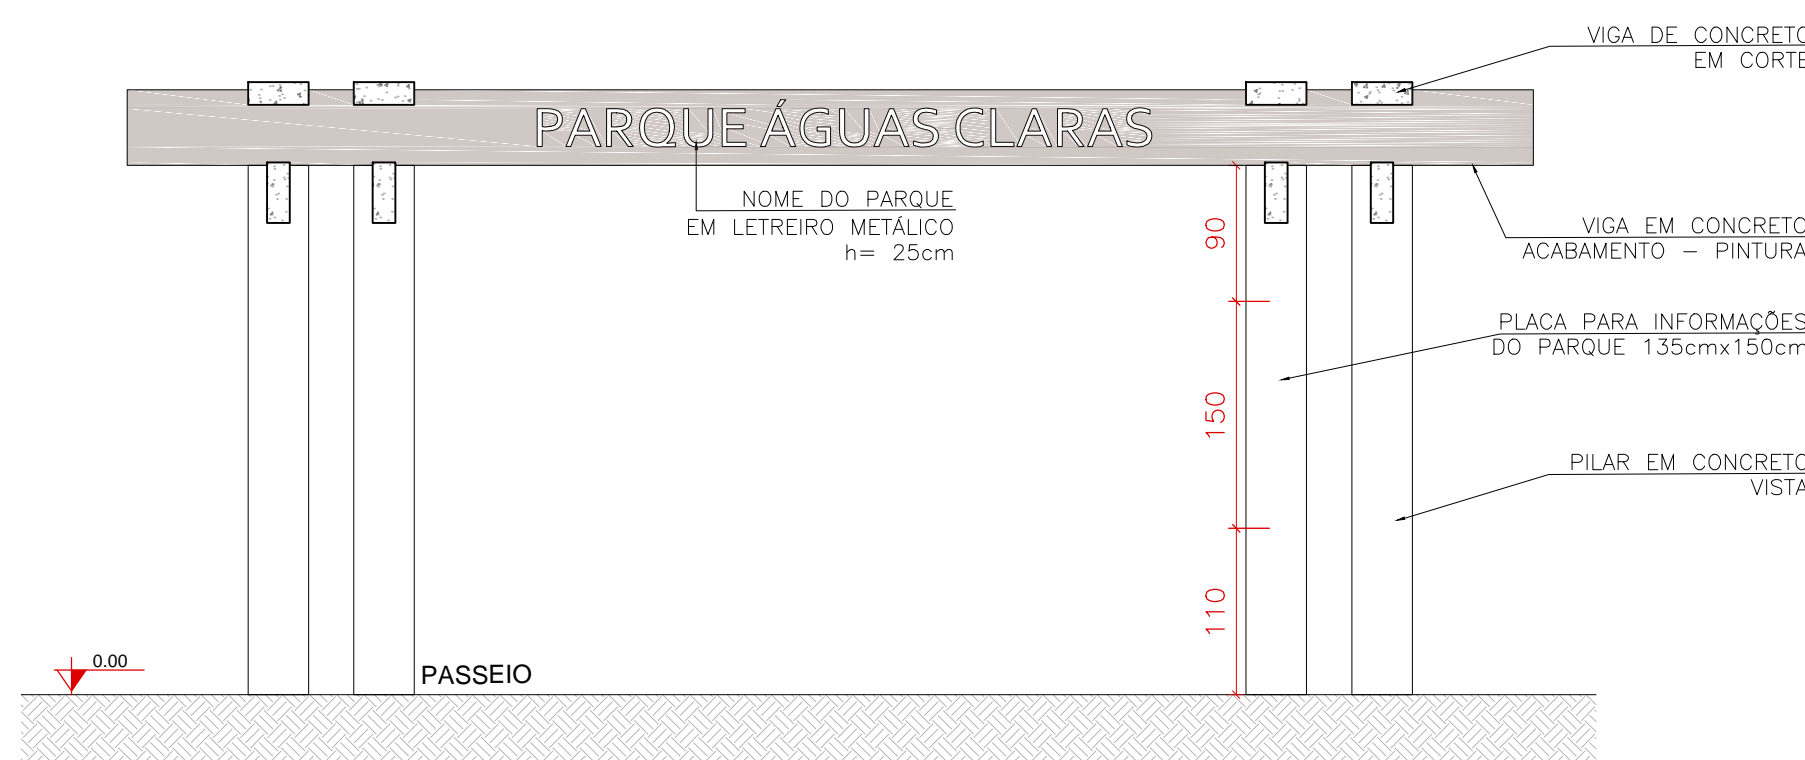 VIGA DE CONCRETO
EM CORTE
PARQUE ÁGUAS CLARAS
NOME DO PARQUE
EM LETREIRO METÁLICO
h= 25cm
VIGA EM CONCRETO
ACABAMENTO – PINTURA
90
PLACA PARA INFORMAÇÕES
DO PARQUE 135cmx150cm
150
PILAR EM CONCRETO
VISTA
110
0.00
PASSEIO